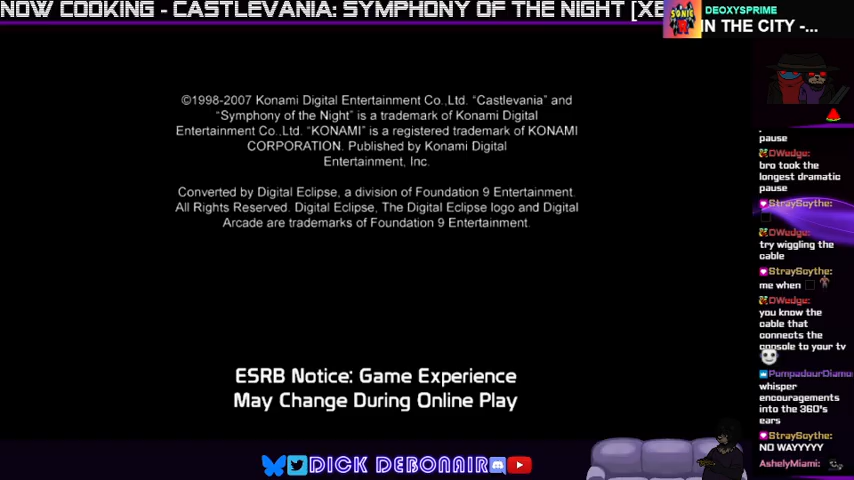 NOW COOKING - CASTLEVANIA: SYMPHONY OF THE NIGHT [XB
DEOXYSPRIME
IN THE CITY -...
SONIC R
©1998-2007 Konami Digital Entertainment Co.,Ltd. "Castlevania" and
"Symphony of the Night" is a trademark of Konami Digital
Entertainment Co.,Ltd. "KONAMI" is a registered trademark of KONAMI
CORPORATION. Published by Konami Digital
Entertainment, Inc.
Converted by Digital Eclipse, a division of Foundation 9 Entertainment.
All Rights Reserved. Digital Eclipse, The Digital Eclipse logo and Digital
Arcade are trademarks of Foundation 9 Entertainment.
ESRB Notice: Game Experience
May Change During Online Play
DICK DEBONAIR
pause
DWedge:
bro took the
longest dramatic
pause
StrayScythe:
DWedge:
try wiggling the
cable
StrayScythe:
me when
DWedge:
you know the
cable that
connects the
console to your tv
PumpadourDiamo
whisper
encouragements
into the 360's
ears
StrayScythe:
NO WAYYYYY
AshelyMiami: